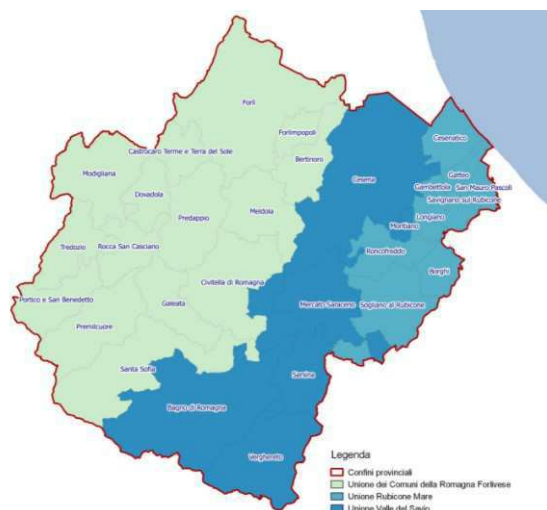 Forlì
Forlimpopoli
Cesenatico
Castrocaro Terme e Terra del Sole
Bertinoro
Modigliana
Cesena
Gatteo
Gambettola
San Mauro Pascoli
Dovadola
Savignano sul Rubicone
Meldola
Longiano
Predappio
Montiano
Tredozio
Rocca San Casciano
Roncofreddo
Borghi
Civitella di Romagna
Portico e San Benedetto
Galeata
Mercato Saraceno
Sogliano al Rubicone
Premilcuore
Santa Sofia
Sarsina
Bagno di Romagna
Verghereto
Legenda
Confini provinciali
Unione dei Comuni della Romagna Forlivese
Unione Rubicone Mare
Unione Valle del Savio